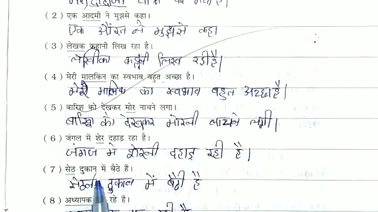 (2) एक आदमी ने मुझसे कहा।
एक औरत ने मुझसे कहा
(3) लेखक कहानी लिख रहा है।
लेखिका कहानी लिख रही है।
(4) मेरी मालकिन का स्वभाव बहुत अच्छा है।
मेरे मालिक का स्वभाव बहुत अच्छा है।
(5) बारिश को देखकर मोर नाचने लगा।
बारिश को देखकर मोरनी नाचने लगी।
(6) जंगल में शेर दहाड़ रहा है।
जंगल में शेरनी दहाड़ रही है।
(7) सेठ दुकान में बैठे है।
दुकान में बैठी है
(8) अध्यापक रहे है।